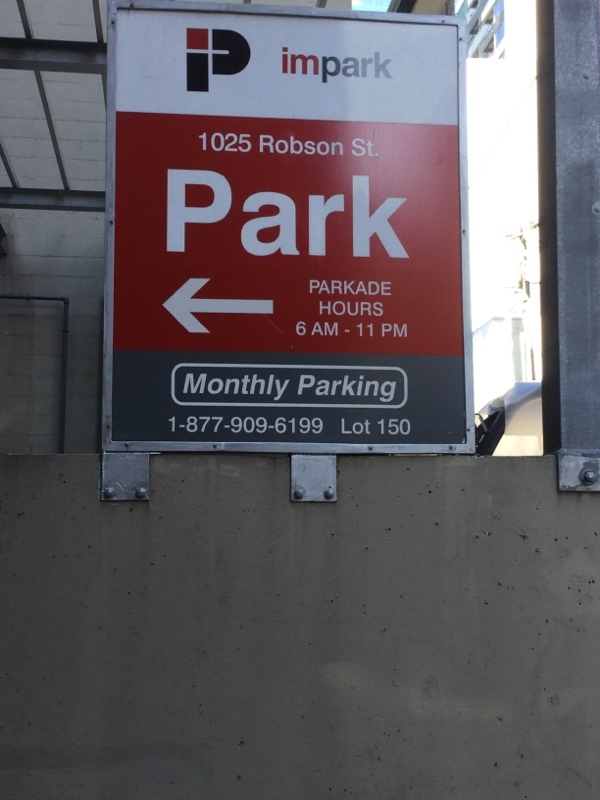 impark
1025 Robson St.
Park
PARKADE
HOURS
6 AM - 11 PM
Monthly Parking
1-877-909-6199 Lot 150